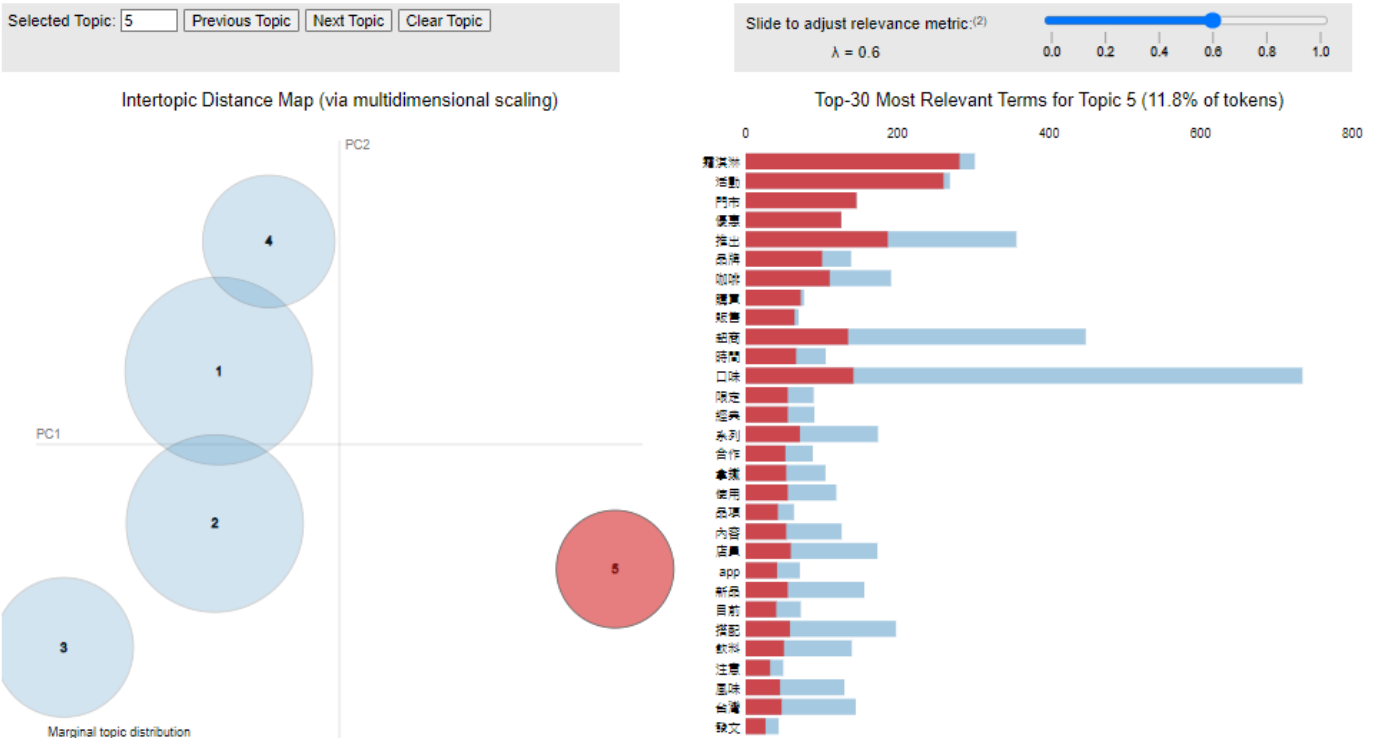 Selected Topic: 5 Previous Topic Next Topic Clear Topic
Slide to adjust relevance metric:(2)
λ = 0.6
0.0 0.2 0.4 0.6 0.8 1.0
Intertopic Distance Map (via multidimensional scaling)
PC2
PC1
4
1
2
3
5
Marginal topic distribution
Top-30 Most Relevant Terms for Topic 5 (11.8% of tokens)
0 200 400 600 800
霜淇淋
活動
門市
優惠
推出
品牌
咖啡
購買
販售
超商
時間
口味
限定
經典
系列
合作
拿鐵
使用
品項
內容
店員
app
新品
目前
搭配
飲料
注意
風味
台灣
發文